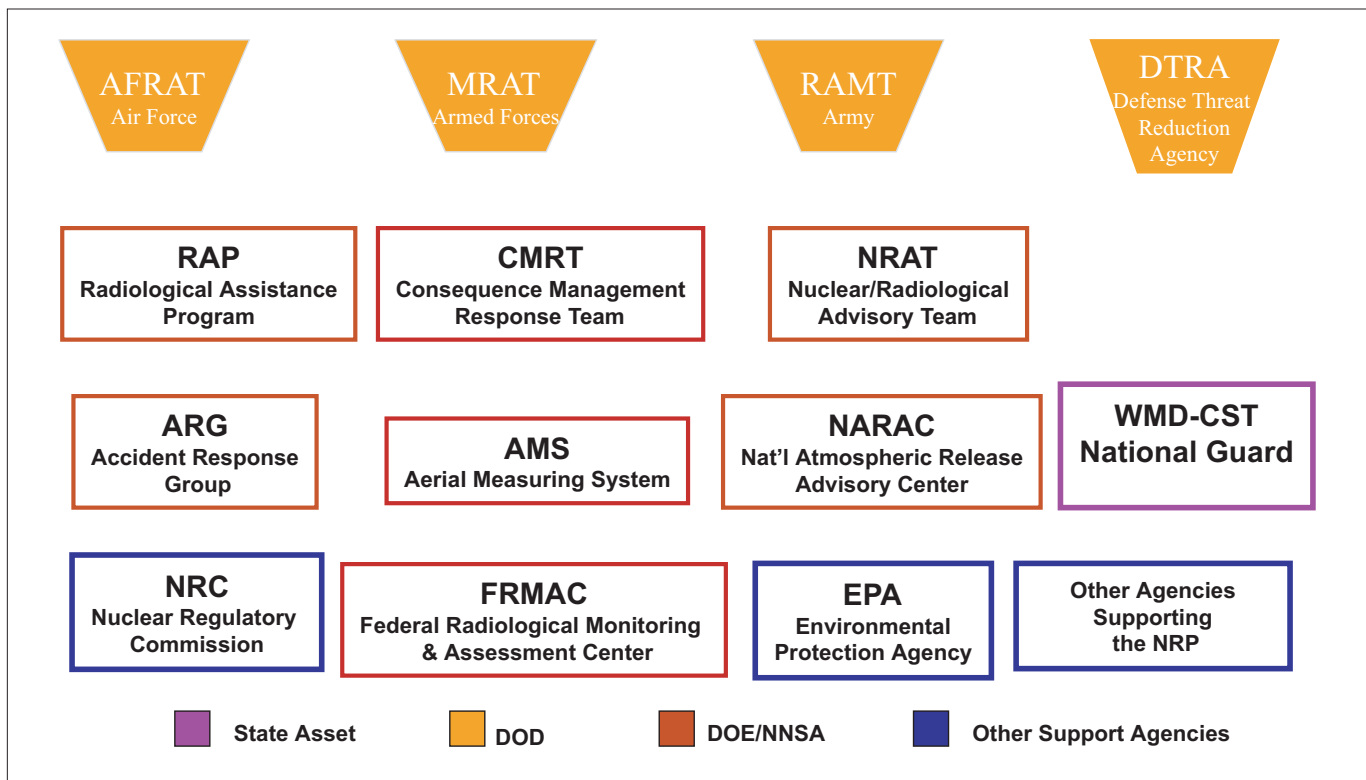 AFRAT
Air Force
MRAT
Armed Forces
RAMT
Army
DTRA
Defense Threat
Reduction
Agency
RAP
Radiological Assistance
Program
CMRT
Consequence Management
Response Team
NRAT
Nuclear/Radiological
Advisory Team
ARG
Accident Response
Group
AMS
Aerial Measuring System
NARAC
Nat’l Atmospheric Release
Advisory Center
WMD-CST
National Guard
NRC
Nuclear Regulatory
Commission
FRMAC
Federal Radiological Monitoring
& Assessment Center
EPA
Environmental
Protection Agency
Other Agencies
Supporting
the NRP
State Asset
DOD
DOE/NNSA
Other Support Agencies